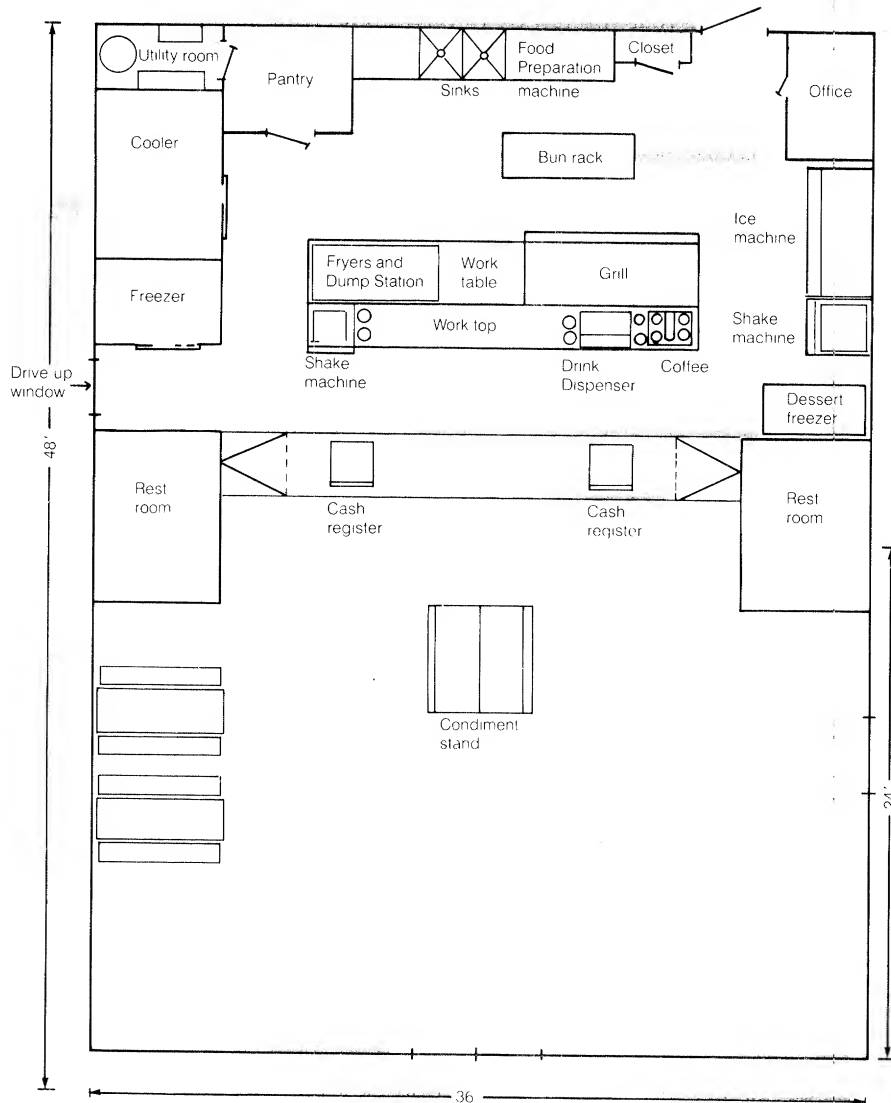 Utility room
Pantry
Sinks
Food
Preparation
machine
Closet
Office
Cooler
Bun rack
Ice
machine
Fryers and
Dump Station
Work
table
Grill
Freezer
Work top
Shake
machine
Shake
machine
Drink
Dispenser
Coffee
Drive up
window
Dessert
freezer
48'
Rest
room
Cash
register
Cash
register
Rest
room
Condiment
stand
24'
36